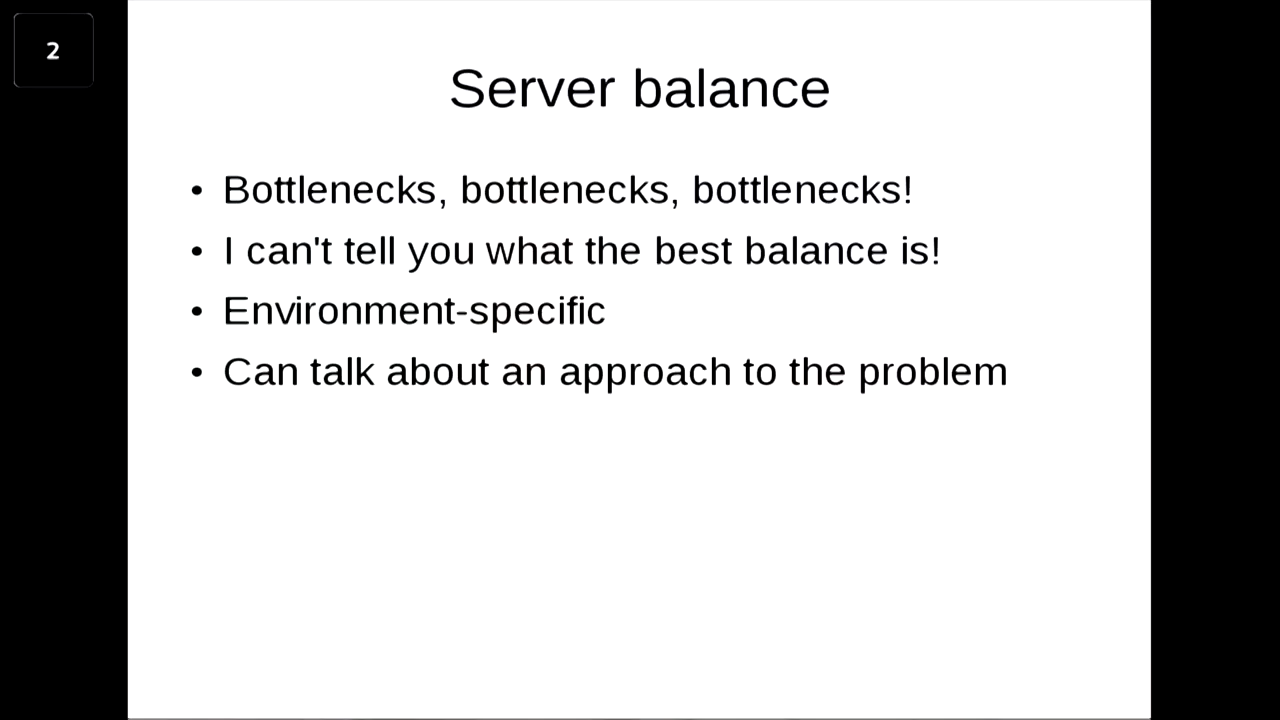 2
Server balance
• Bottlenecks, bottlenecks, bottlenecks!
• I can't tell you what the best balance is!
• Environment-specific
• Can talk about an approach to the problem